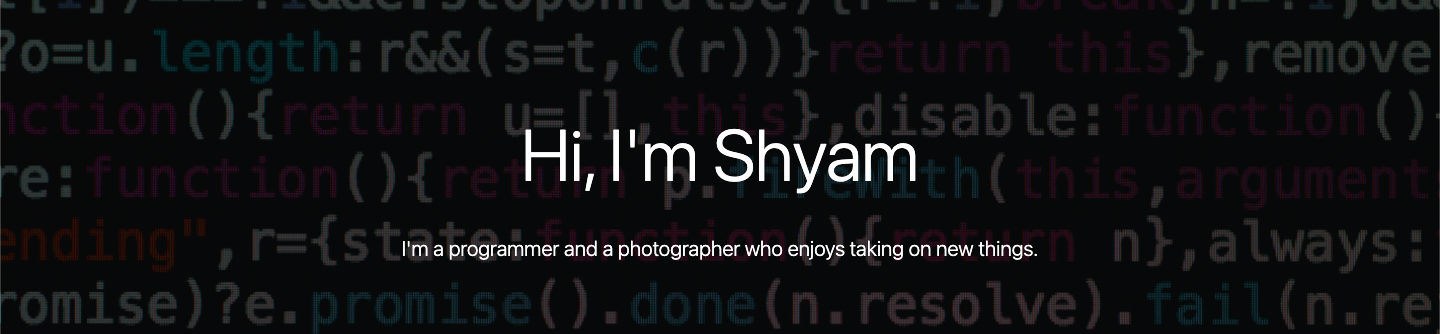 ?o=u.length:r&&(s=t,c(r))}return this},remove
nction(){return u=[],this},disable:function()
Hi, I'm Shyam
re:function(){return p.firewith(this,argument
I'm a programmer and a photographer who enjoys taking on new things.
ending",r={state:function(){return n},always:
romise)?e.promise().done(n.resolve).fail(n.re